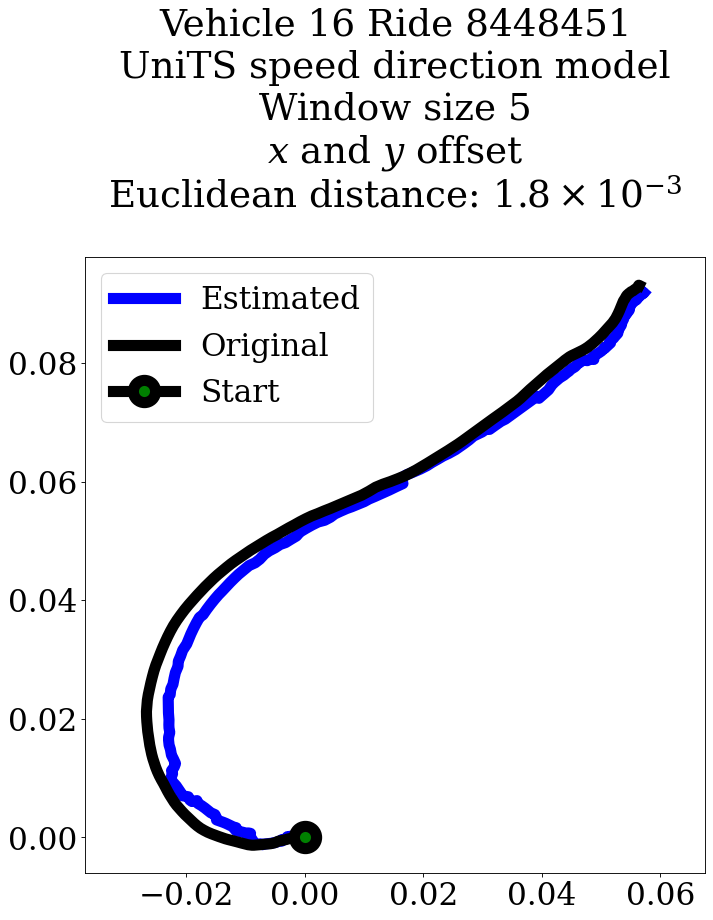 Vehicle 16 Ride 8448451
UniTS speed direction model
Window size 5
x and y offset
Euclidean distance: 1.8 × 10⁻³
Estimated
Original
Start
0.08
0.06
0.04
0.02
0.00
−0.02 0.00 0.02 0.04 0.06